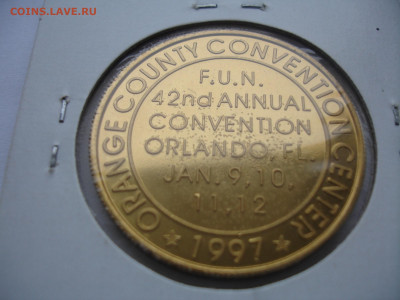 COINS.LAVE.RU
ORANGE COUNTY CONVENTION CENTER
F.U.N.
42nd ANNUAL
CONVENTION
ORLANDO, FL.
JAN. 9, 10,
11, 12
★ 1997 ★